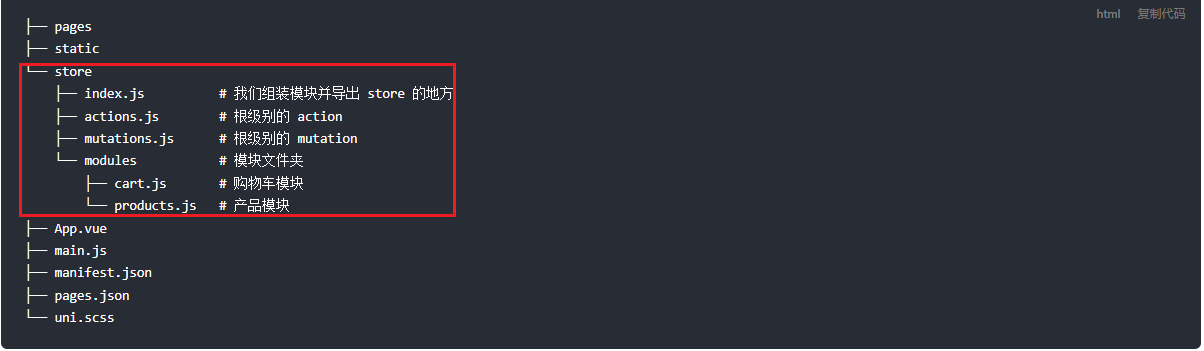 html 复制代码
├── pages
├── static
└── store
    ├── index.js          # 我们组装模块并导出 store 的地方
    ├── actions.js        # 根级别的 action
    ├── mutations.js      # 根级别的 mutation
    └── modules           # 模块文件夹
        ├── cart.js       # 购物车模块
        └── products.js   # 产品模块
├── App.vue
├── main.js
├── manifest.json
├── pages.json
└── uni.scss